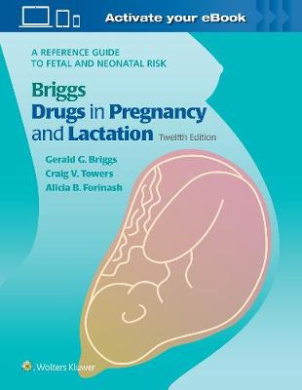 Activate your eBook
A REFERENCE GUIDE
TO FETAL AND NEONATAL RISK
Briggs
Drugs in Pregnancy
and Lactation Twelfth Edition
Gerald G. Briggs
Craig V. Towers
Alicia B. Forinash
Wolters Kluwer